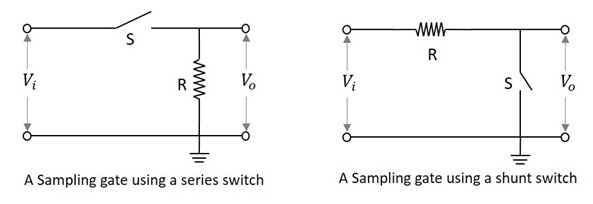 S
R
V_i
V_o
A Sampling gate using a series switch
R
S
V_i
V_o
A Sampling gate using a shunt switch